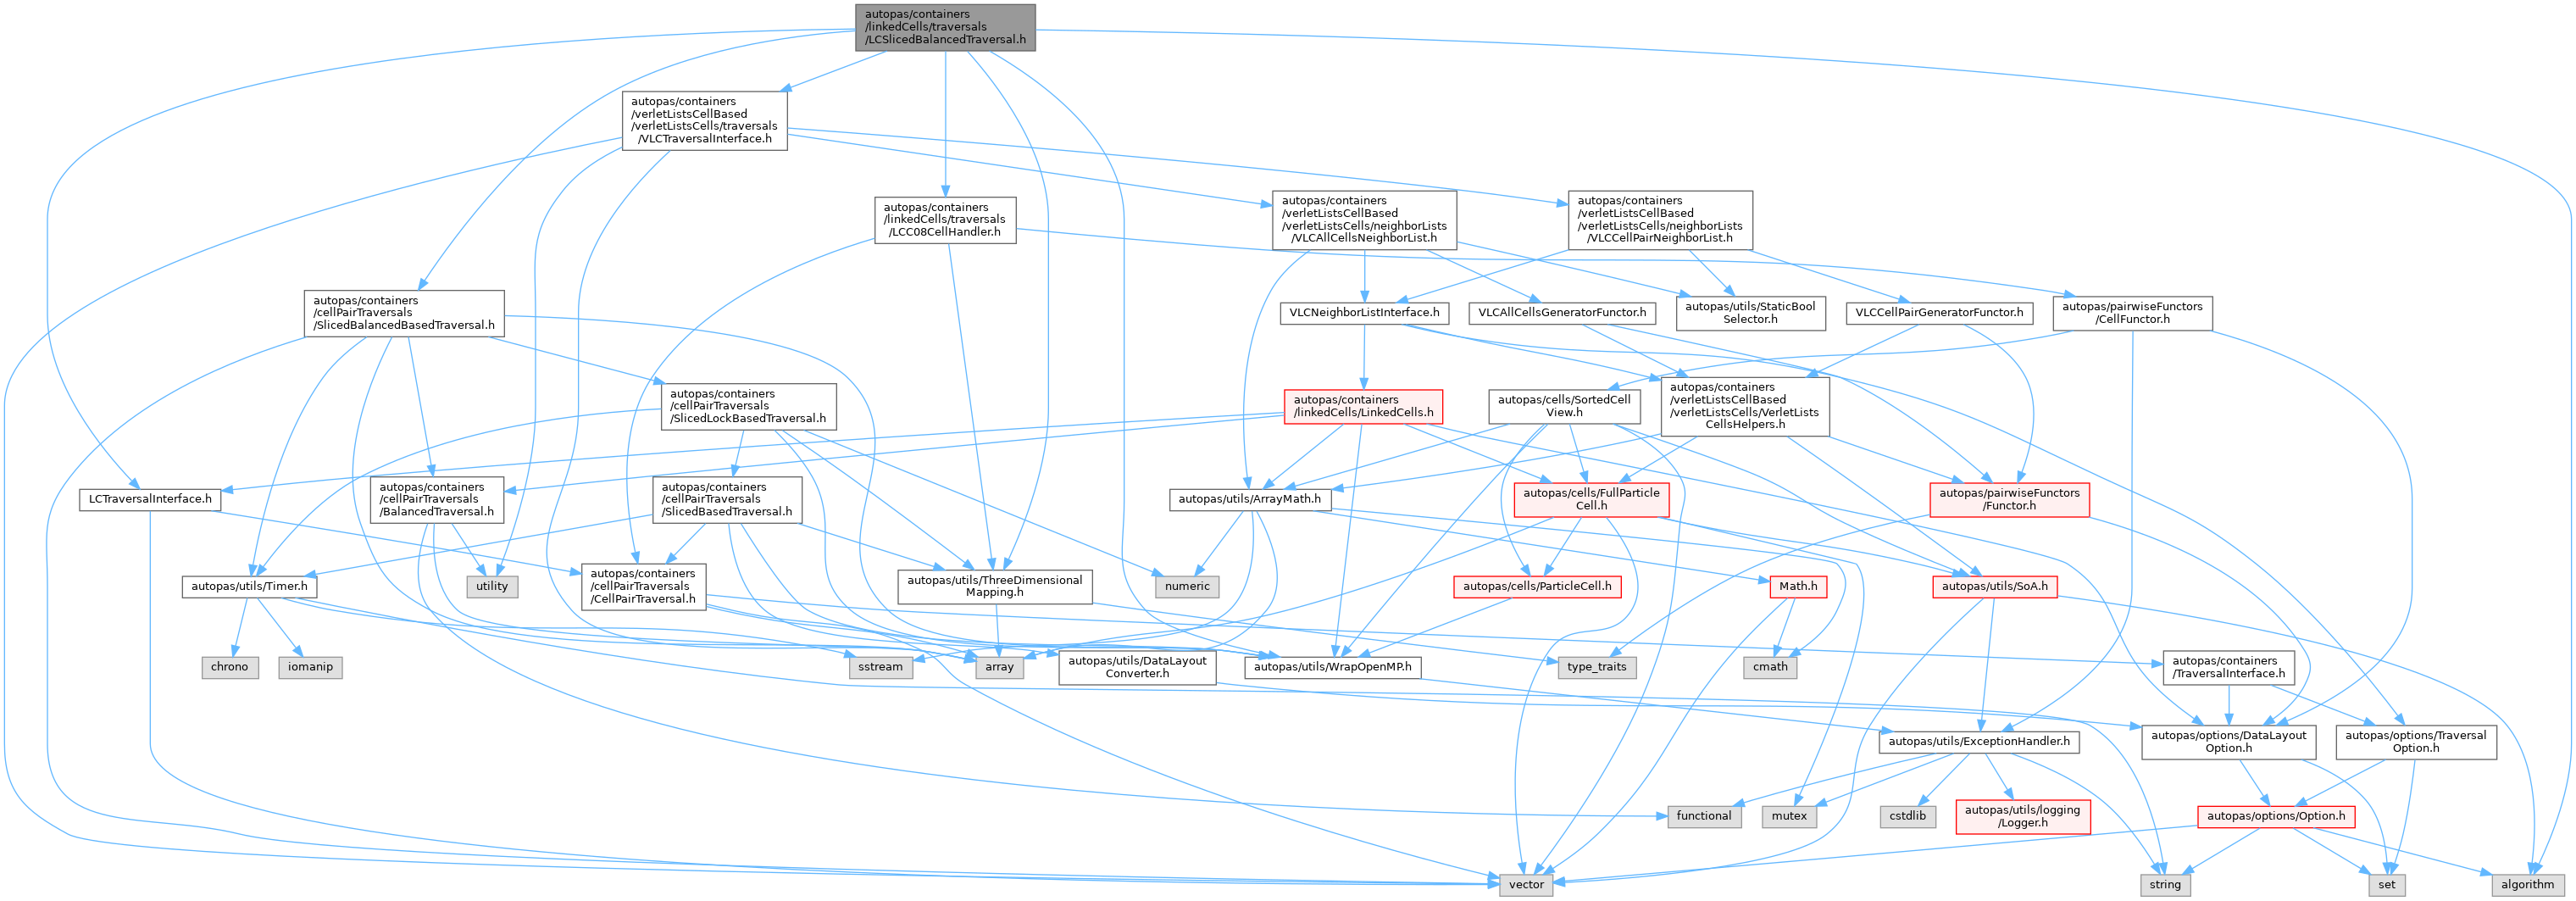 autopas/containers
/linkedCells/traversals
/LCSlicedBalancedTraversal.h
autopas/containers
/verletListsCellBased
/verletListsCells/traversals
/VLCTraversalInterface.h
autopas/containers
/linkedCells/traversals
/LCC08CellHandler.h
autopas/containers
/verletListsCellBased
/verletListsCells/neighborLists
/VLCAllCellsNeighborList.h
autopas/containers
/verletListsCellBased
/verletListsCells/neighborLists
/VLCCellPairNeighborList.h
autopas/containers
/cellPairTraversals
/SlicedBalancedBasedTraversal.h
VLCNeighborListInterface.h
VLCAllCellsGeneratorFunctor.h
autopas/utils/StaticBool
Selector.h
VLCCellPairGeneratorFunctor.h
autopas/pairwiseFunctors
/CellFunctor.h
autopas/containers
/cellPairTraversals
/SlicedLockBasedTraversal.h
autopas/containers
/linkedCells/LinkedCells.h
autopas/cells/SortedCell
View.h
autopas/containers
/verletListsCellBased
/verletListsCells/VerletLists
CellsHelpers.h
LCTraversalInterface.h
autopas/containers
/cellPairTraversals
/BalancedTraversal.h
autopas/containers
/cellPairTraversals
/SlicedBasedTraversal.h
autopas/utils/ArrayMath.h
autopas/cells/FullParticle
Cell.h
autopas/pairwiseFunctors
/Functor.h
autopas/utils/Timer.h
utility
autopas/containers
/cellPairTraversals
/CellPairTraversal.h
autopas/utils/ThreeDimensional
Mapping.h
numeric
autopas/cells/ParticleCell.h
Math.h
autopas/utils/SoA.h
chrono
iomanip
sstream
array
autopas/utils/DataLayout
Converter.h
autopas/utils/WrapOpenMP.h
type_traits
cmath
autopas/containers
/TraversalInterface.h
autopas/utils/ExceptionHandler.h
autopas/options/DataLayout
Option.h
autopas/options/Traversal
Option.h
functional
mutex
cstdlib
autopas/utils/logging
/Logger.h
autopas/options/Option.h
vector
string
set
algorithm